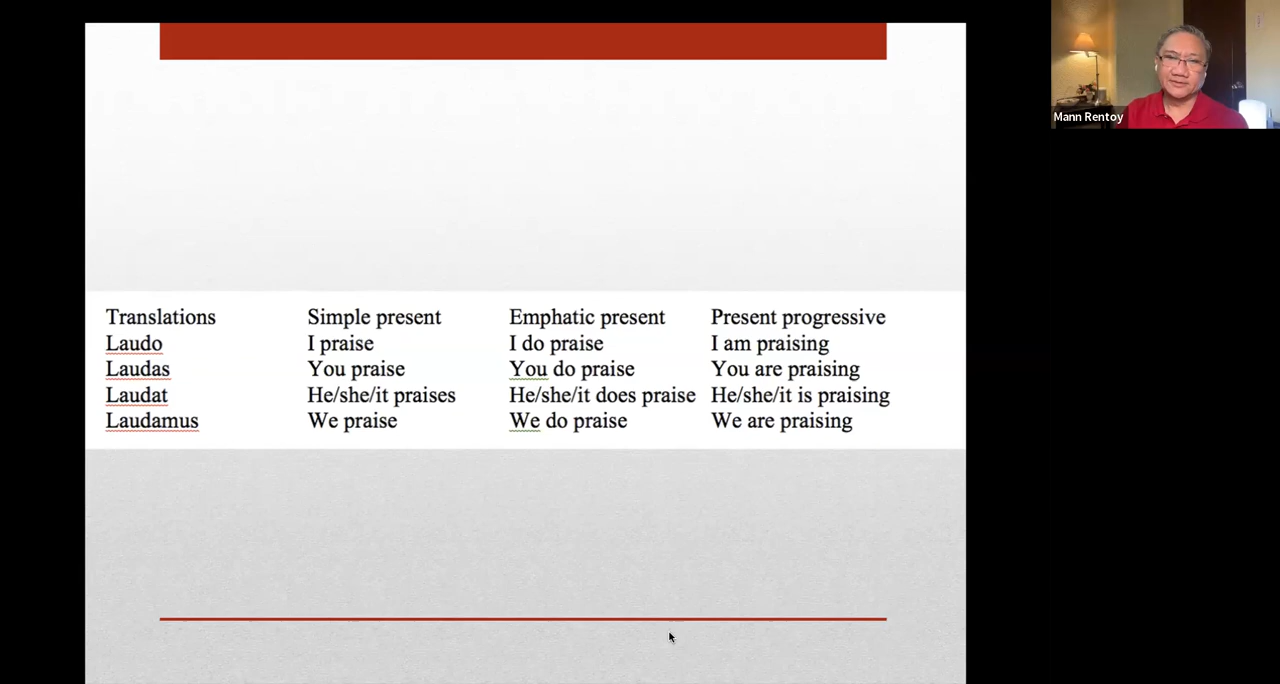 Translations Simple present Emphatic present Present progressive
Laudo I praise I do praise I am praising
Laudas You praise You do praise You are praising
Laudat He/she/it praises He/she/it does praise He/she/it is praising
Laudamus We praise We do praise We are praising
Mann Rentoy